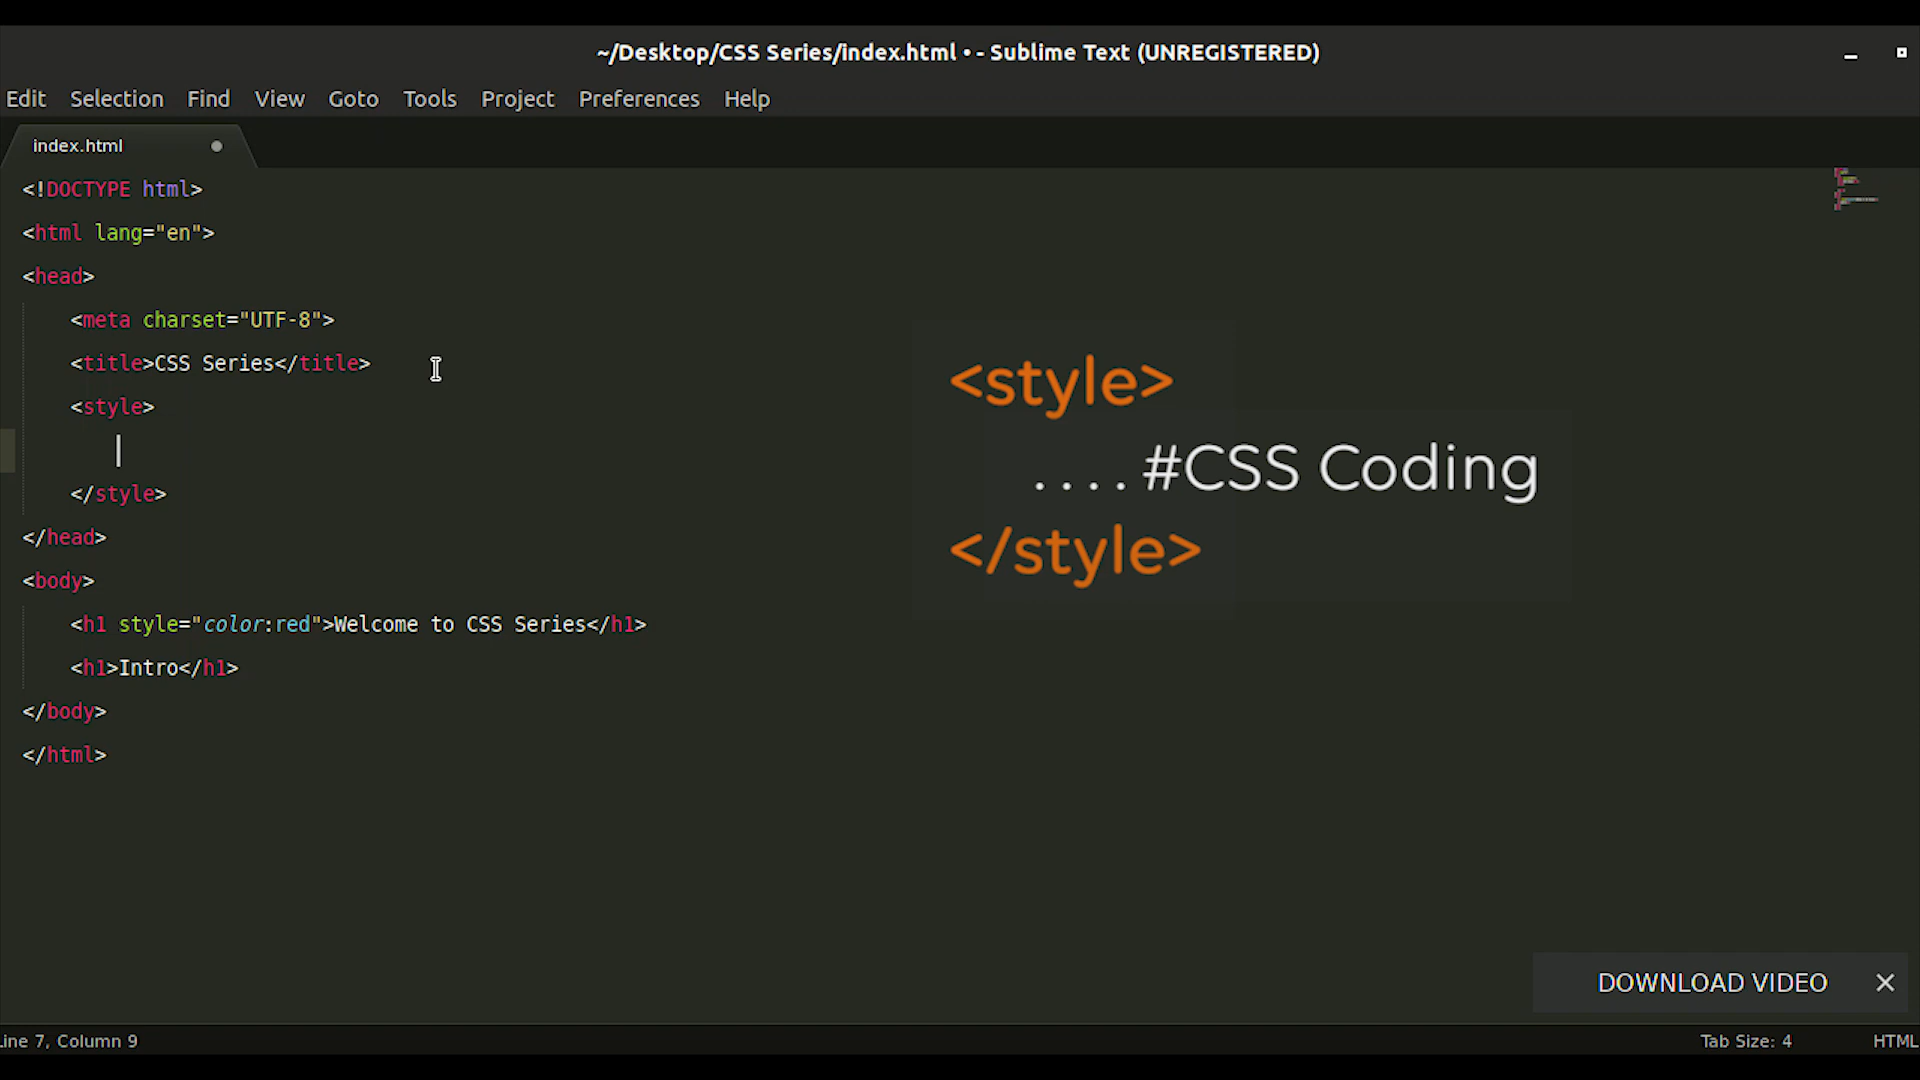 ~/Desktop/CSS Series/index.html • - Sublime Text (UNREGISTERED)
Edit Selection Find View Goto Tools Project Preferences Help
index.html
<!DOCTYPE html>
<html lang="en">
<head>
<meta charset="UTF-8">
<title>CSS Series</title>
<style>
</style>
</head>
<body>
<h1 style="color:red">Welcome to CSS Series</h1>
<h1>Intro</h1>
</body>
</html>
<style>
....#CSS Coding
</style>
DOWNLOAD VIDEO
ine 7, Column 9
Tab Size: 4
HTML